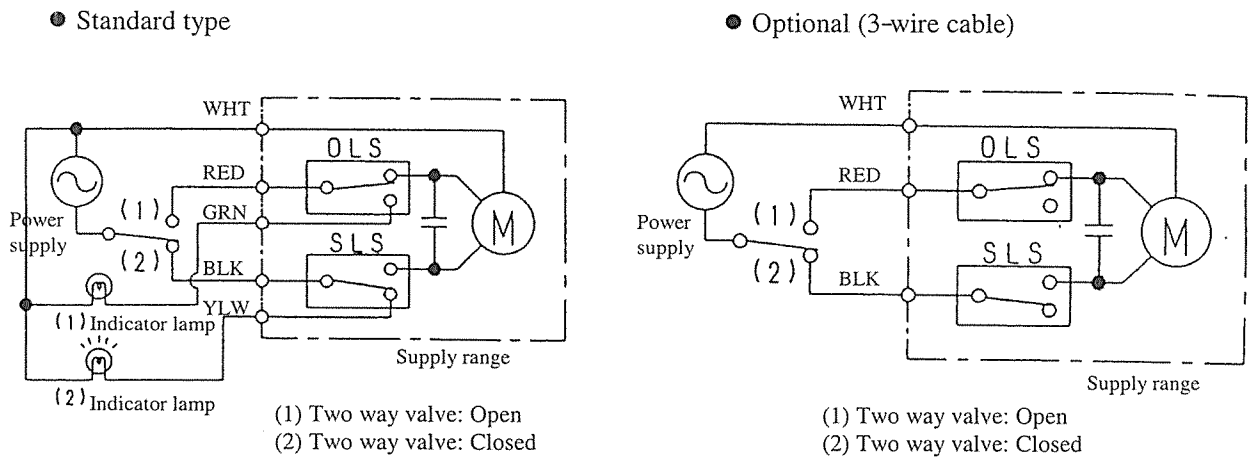 ● Standard type
WHT
OLS
RED
(1)
GRN
M
Power
supply
(2)
SLS
BLK
YLW
(1) Indicator lamp
Supply range
(2) Indicator lamp
(1) Two way valve: Open
(2) Two way valve: Closed
● Optional (3-wire cable)
WHT
OLS
RED
(1)
Power
supply
M
(2)
SLS
BLK
Supply range
(1) Two way valve: Open
(2) Two way valve: Closed